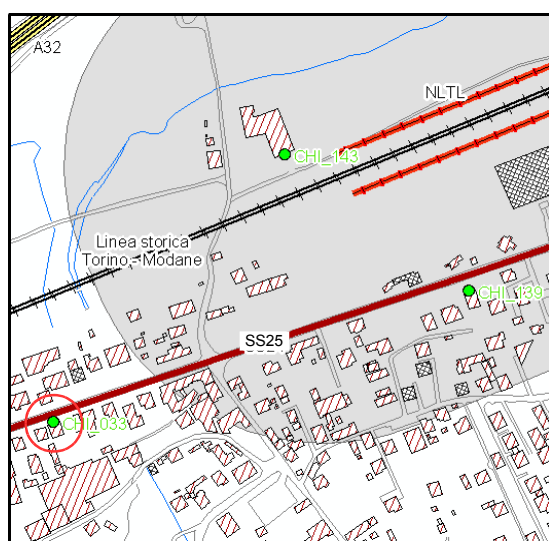 A32
NLTL
CHI_143
Linea storica
Torino - Modane
CHI_139
SS25
CHI_033